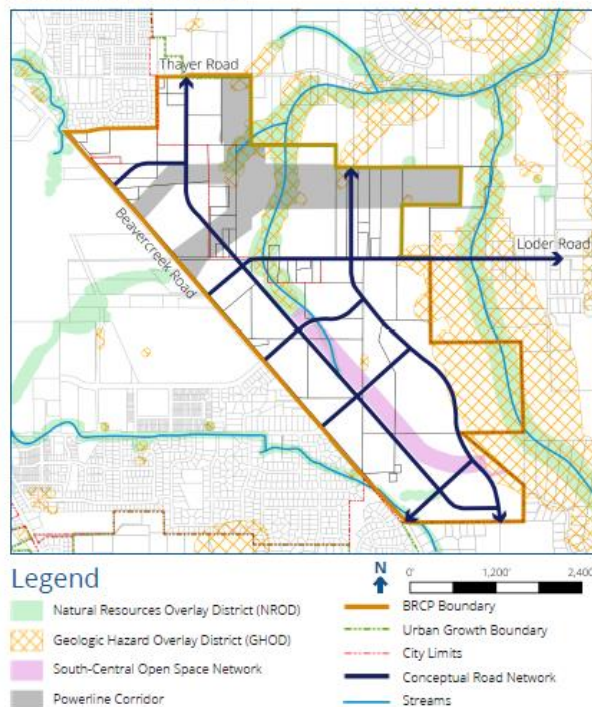 Thayer Road
Beavercreek Road
Loder Road
Legend
Natural Resources Overlay District (NROD)
Geologic Hazard Overlay District (GHOD)
South-Central Open Space Network
Powerline Corridor
N
0' 1,200' 2,400'
BRCP Boundary
Urban Growth Boundary
City Limits
Conceptual Road Network
Streams